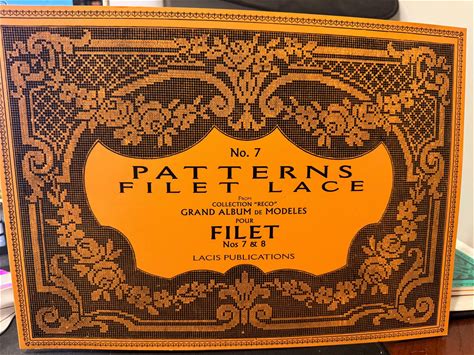 No. 7
PATTERNS
FILET LACE
From
COLLECTION "RECO"
GRAND ALBUM DE MODELES
POUR
FILET
Nos 7 & 8
LACIS PUBLICATIONS